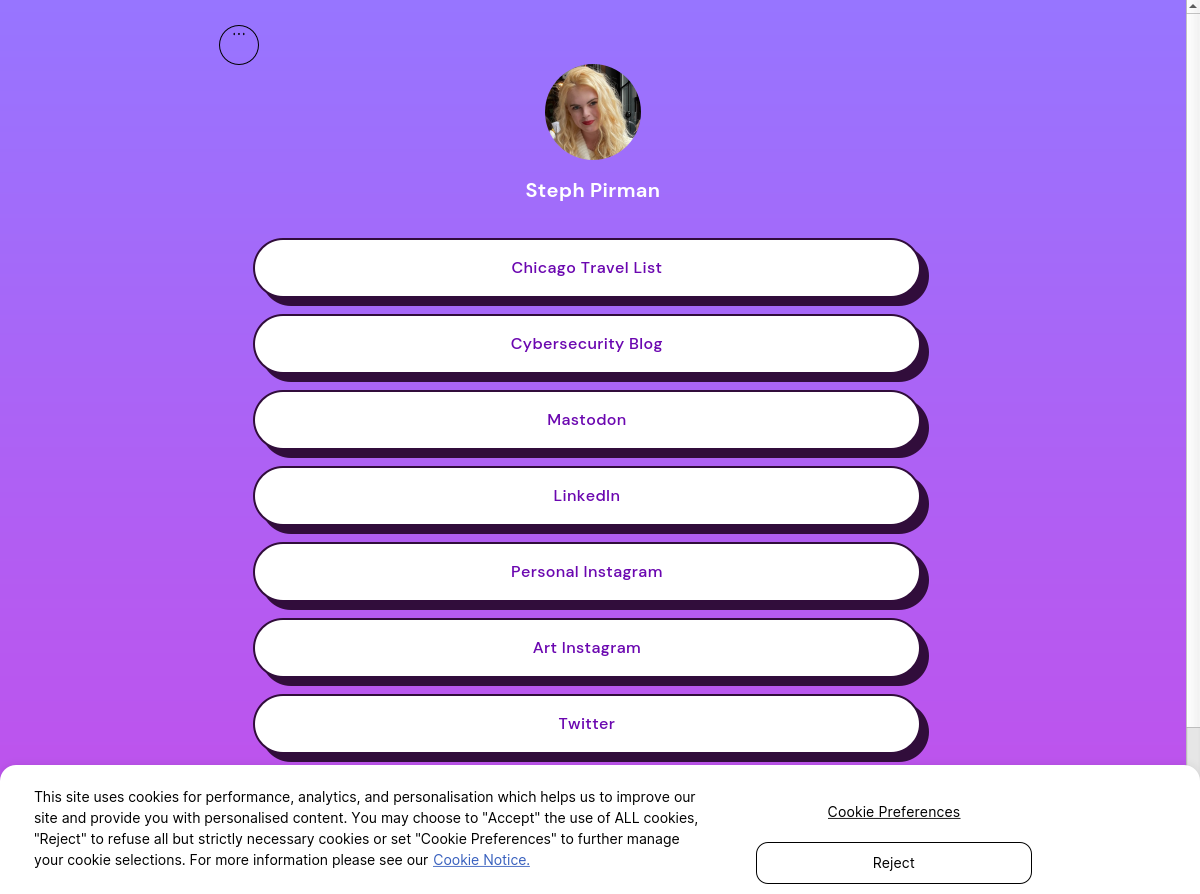 ...
Steph Pirman
Chicago Travel List
Cybersecurity Blog
Mastodon
LinkedIn
Personal Instagram
Art Instagram
Twitter
This site uses cookies for performance, analytics, and personalisation which helps us to improve our
site and provide you with personalised content. You may choose to "Accept" the use of ALL cookies,
"Reject" to refuse all but strictly necessary cookies or set "Cookie Preferences" to further manage
your cookie selections. For more information please see our Cookie Notice.
Cookie Preferences
Reject